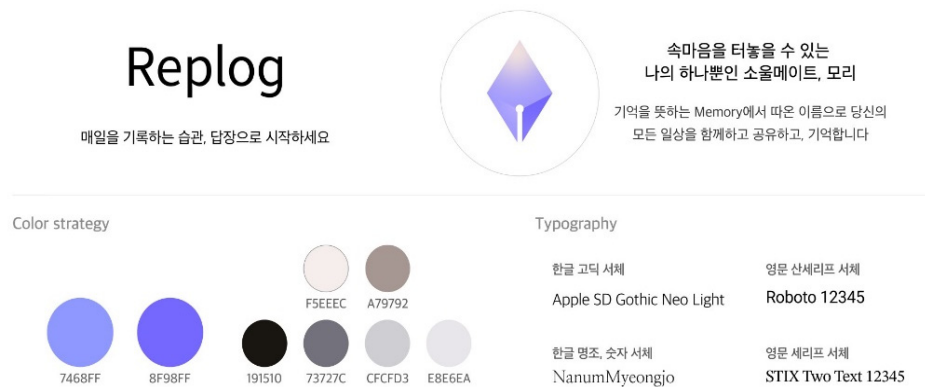 Replog
매일을 기록하는 습관, 답장으로 시작하세요
속마음을 터놓을 수 있는
나의 하나뿐인 소울메이트, 모리
기억을 뜻하는 Memory에서 따온 이름으로 당신의
모든 일상을 함께하고 공유하고, 기억합니다
Color strategy
F5EEEC A79792
7468FF 8F98FF 191510 73727C CFCFD3 E8E6EA
Typography
한글 고딕 서체
Apple SD Gothic Neo Light
영문 산세리프 서체
Roboto 12345
한글 명조, 숫자 서체
NanumMyeongjo
영문 세리프 서체
STIX Two Text 12345